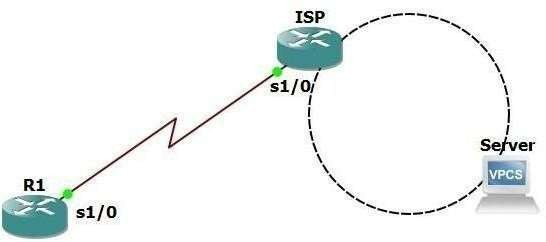 ISP
s1/0
Server
VPCS
R1
s1/0